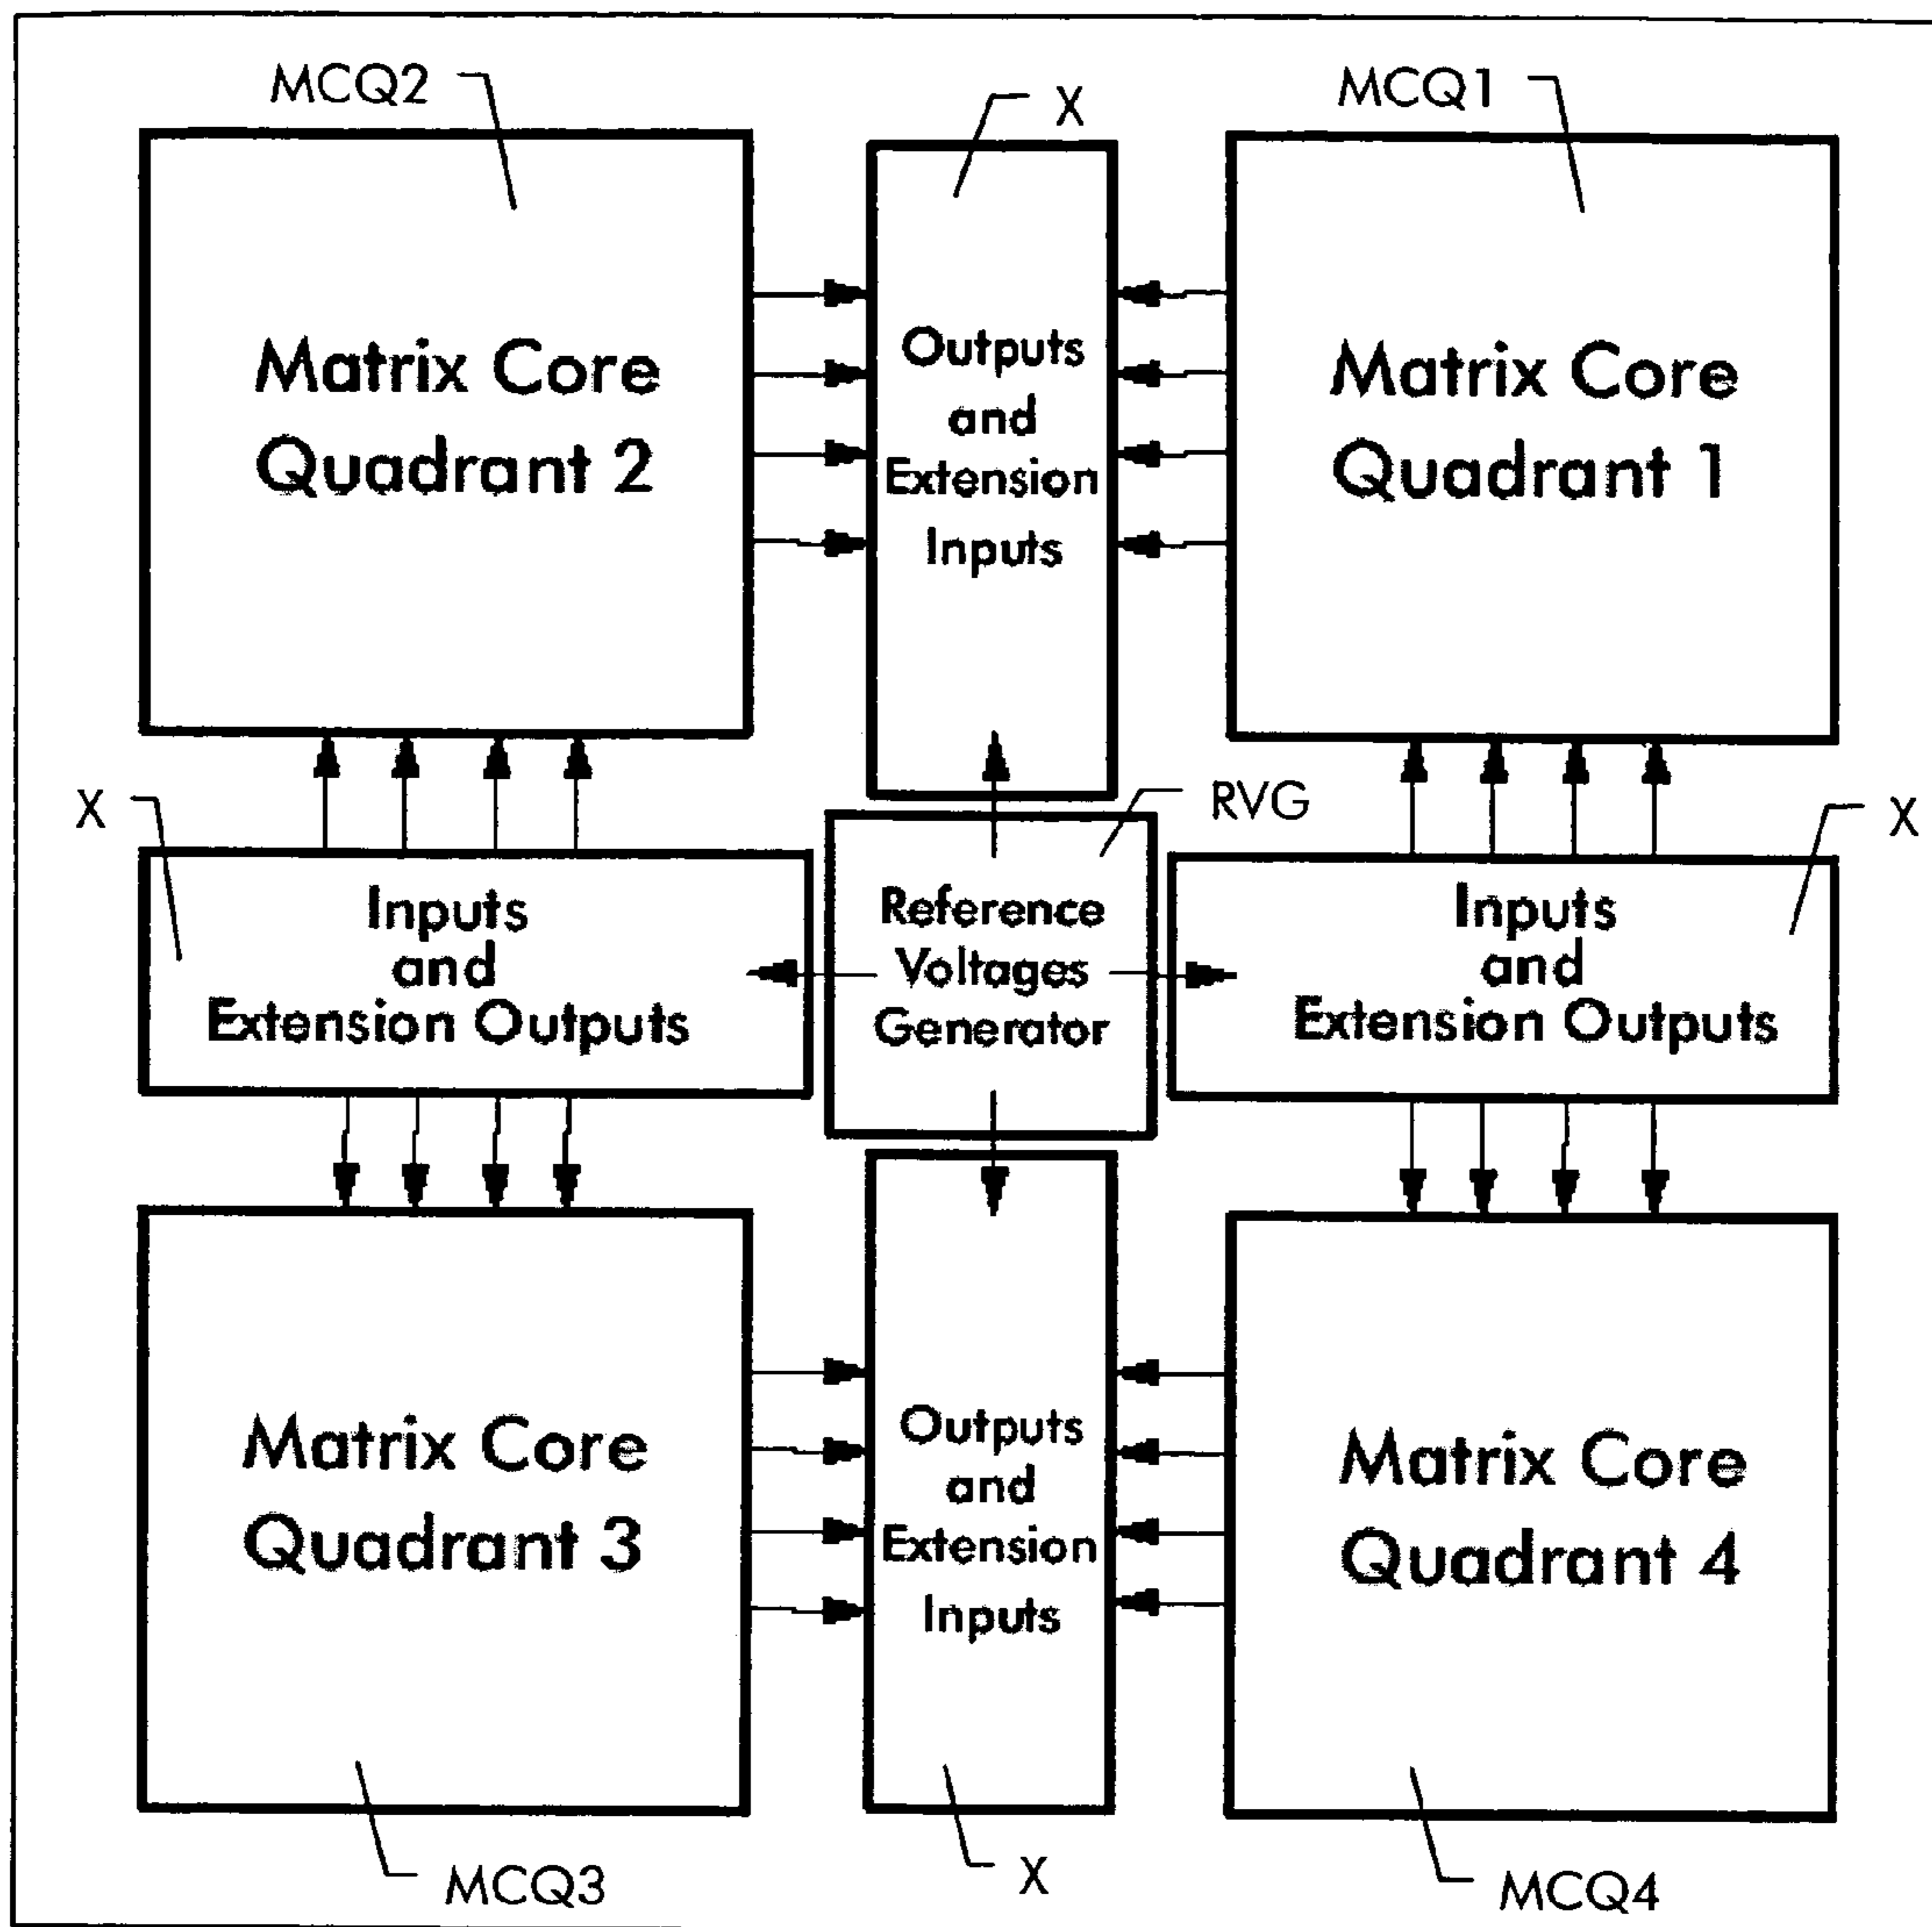 MCQ2
X
MCQ1
Matrix Core
Quadrant 2
Outputs
and
Extension
Inputs
Matrix Core
Quadrant 1
X
RVG
X
Inputs
and
Extension Outputs
Reference
Voltages
Generator
Inputs
and
Extension Outputs
Matrix Core
Quadrant 3
Outputs
and
Extension
Inputs
Matrix Core
Quadrant 4
MCQ3
X
MCQ4